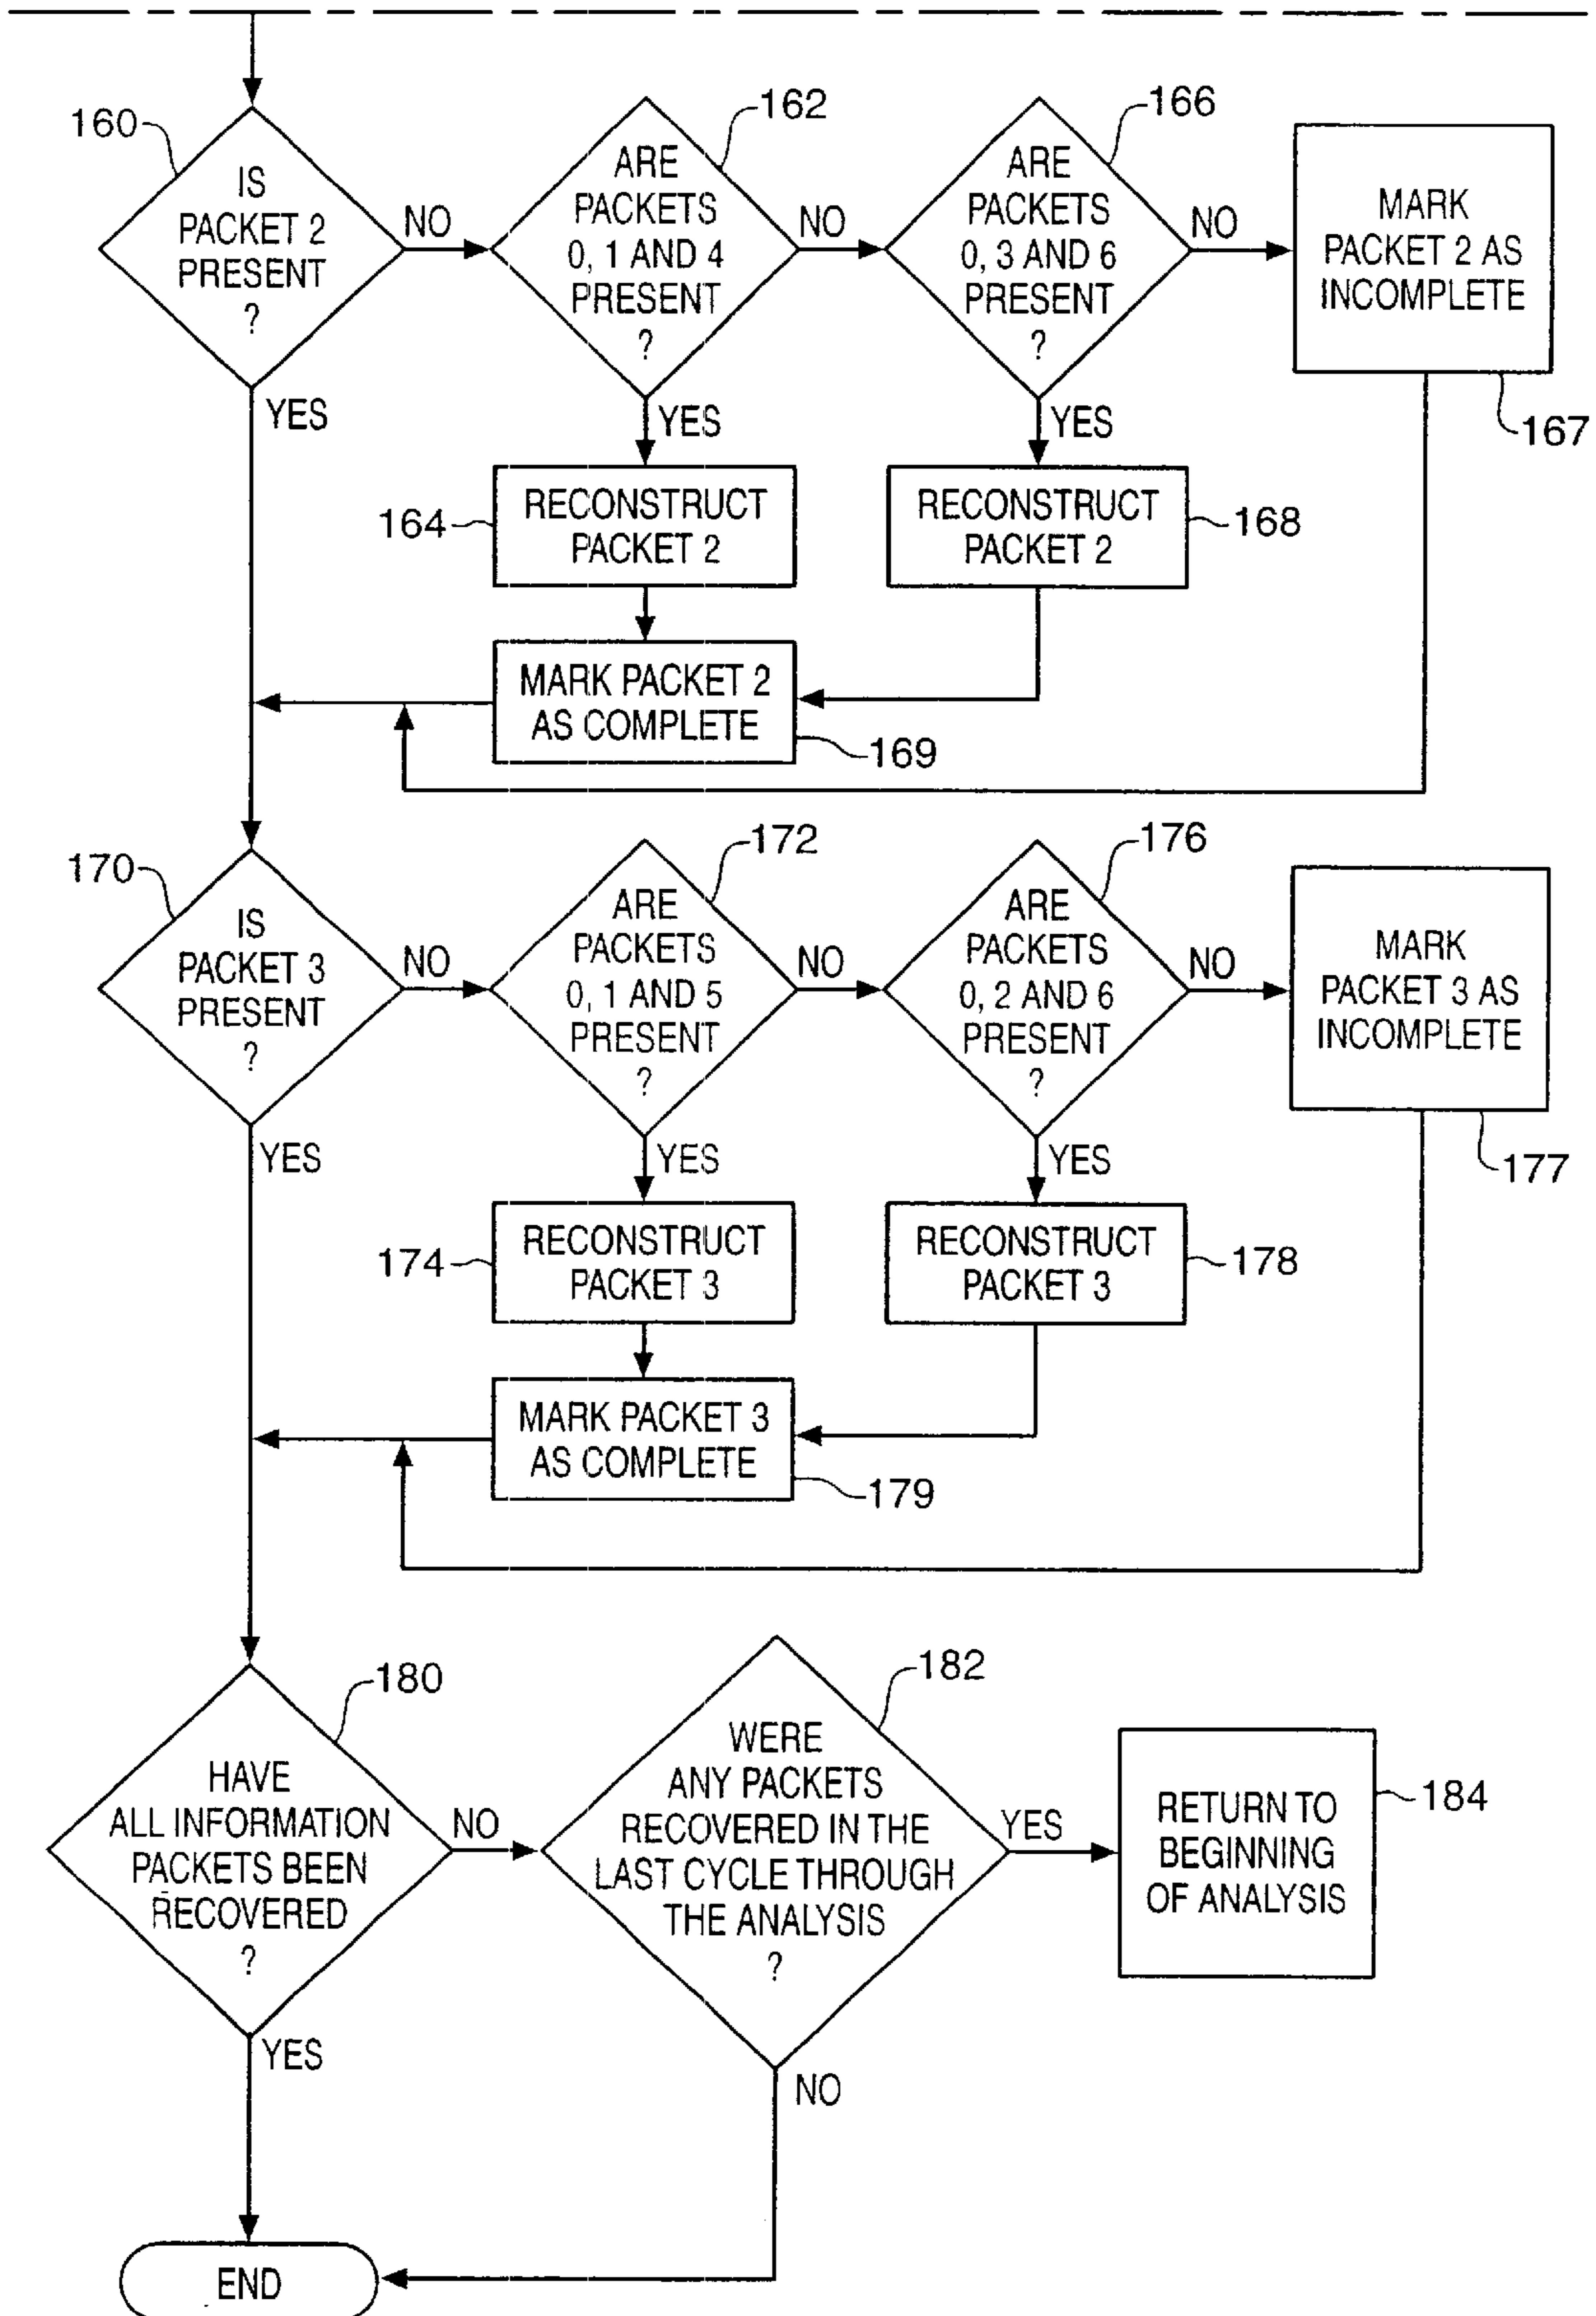 160
IS
PACKET 2
PRESENT
?
NO
YES
162
ARE
PACKETS
0, 1 AND 4
PRESENT
?
NO
YES
166
ARE
PACKETS
0, 3 AND 6
PRESENT
?
NO
YES
MARK
PACKET 2 AS
INCOMPLETE
167
164
RECONSTRUCT
PACKET 2
RECONSTRUCT
PACKET 2
168
MARK PACKET 2
AS COMPLETE
169
170
IS
PACKET 3
PRESENT
?
NO
YES
172
ARE
PACKETS
0, 1 AND 5
PRESENT
?
NO
YES
176
ARE
PACKETS
0, 2 AND 6
PRESENT
?
NO
YES
MARK
PACKET 3 AS
INCOMPLETE
177
174
RECONSTRUCT
PACKET 3
RECONSTRUCT
PACKET 3
178
MARK PACKET 3
AS COMPLETE
179
180
HAVE
ALL INFORMATION
PACKETS BEEN
RECOVERED
?
NO
YES
182
WERE
ANY PACKETS
RECOVERED IN THE
LAST CYCLE THROUGH
THE ANALYSIS
?
YES
NO
RETURN TO
BEGINNING
OF ANALYSIS
184
END